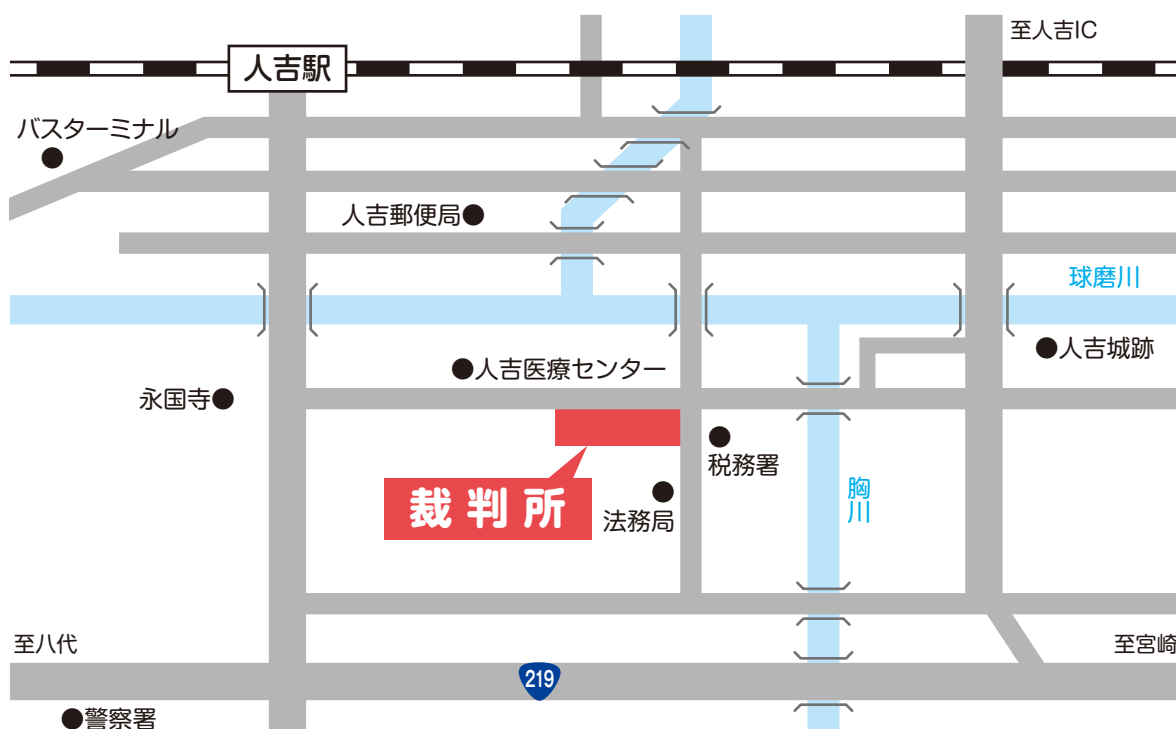 至人吉IC
人吉駅
バスターミナル
人吉郵便局
球磨川
人吉城跡
人吉医療センター
永国寺
税務署
胸川
裁判所
法務局
至八代
至宮崎
219
警察署